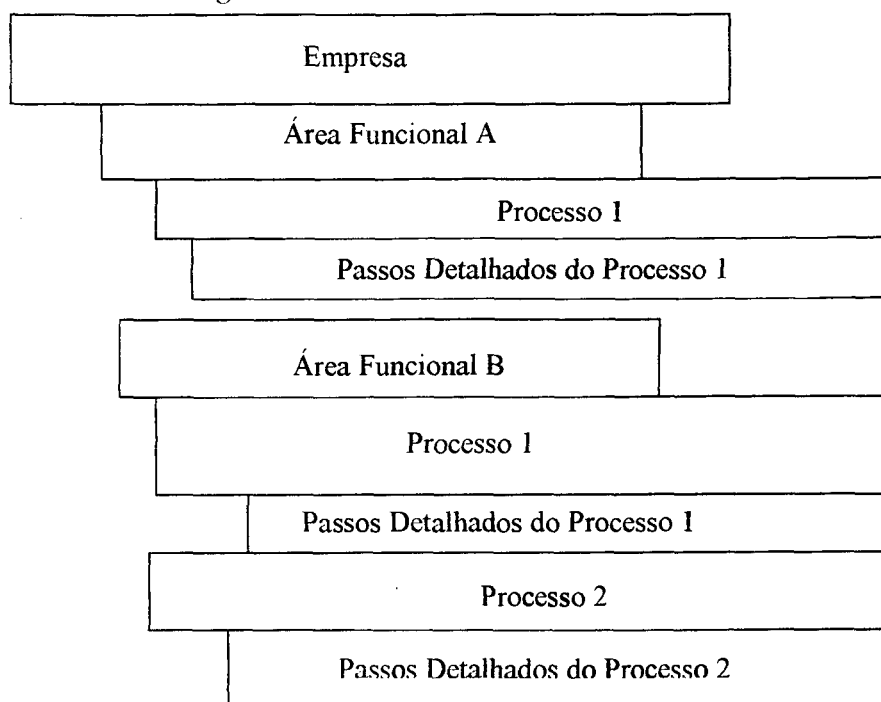 Empresa
Área Funcional A
Processo 1
Passos Detalhados do Processo 1
Área Funcional B
Processo 1
Passos Detalhados do Processo 1
Processo 2
Passos Detalhados do Processo 2